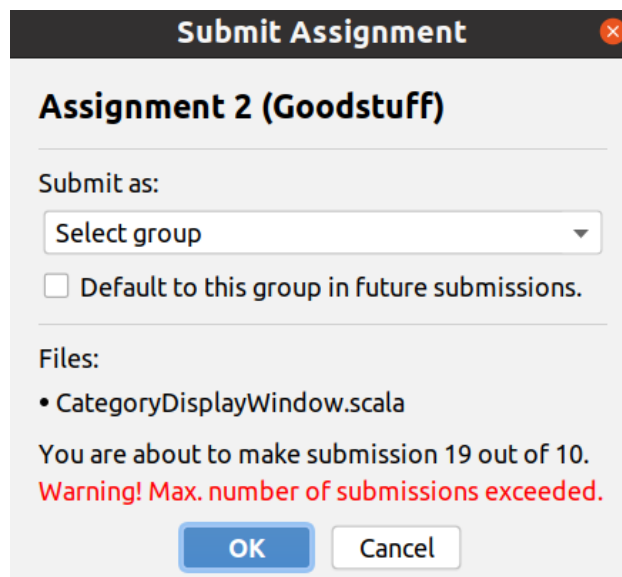 Submit Assignment
Assignment 2 (Goodstuff)
Submit as:
Select group
Default to this group in future submissions.
Files:
• CategoryDisplayWindow.scala
You are about to make submission 19 out of 10.
Warning! Max. number of submissions exceeded.
OK Cancel